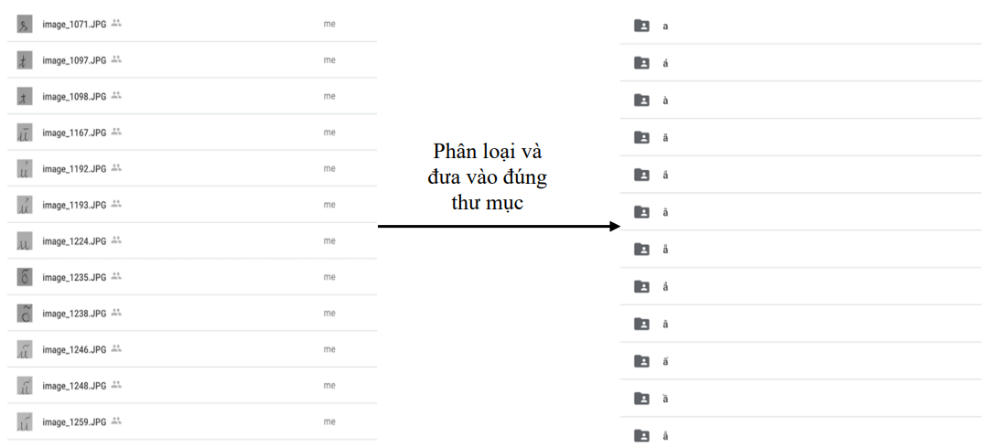 image_1071.JPG me
image_1097.JPG me
image_1098.JPG me
image_1167.JPG me
image_1192.JPG me
image_1193.JPG me
image_1224.JPG me
image_1235.JPG me
image_1238.JPG me
image_1246.JPG me
image_1248.JPG me
image_1259.JPG me
Phân loại và
đưa vào đúng
thư mục
a
á
à
ă
â
ấ
ầ